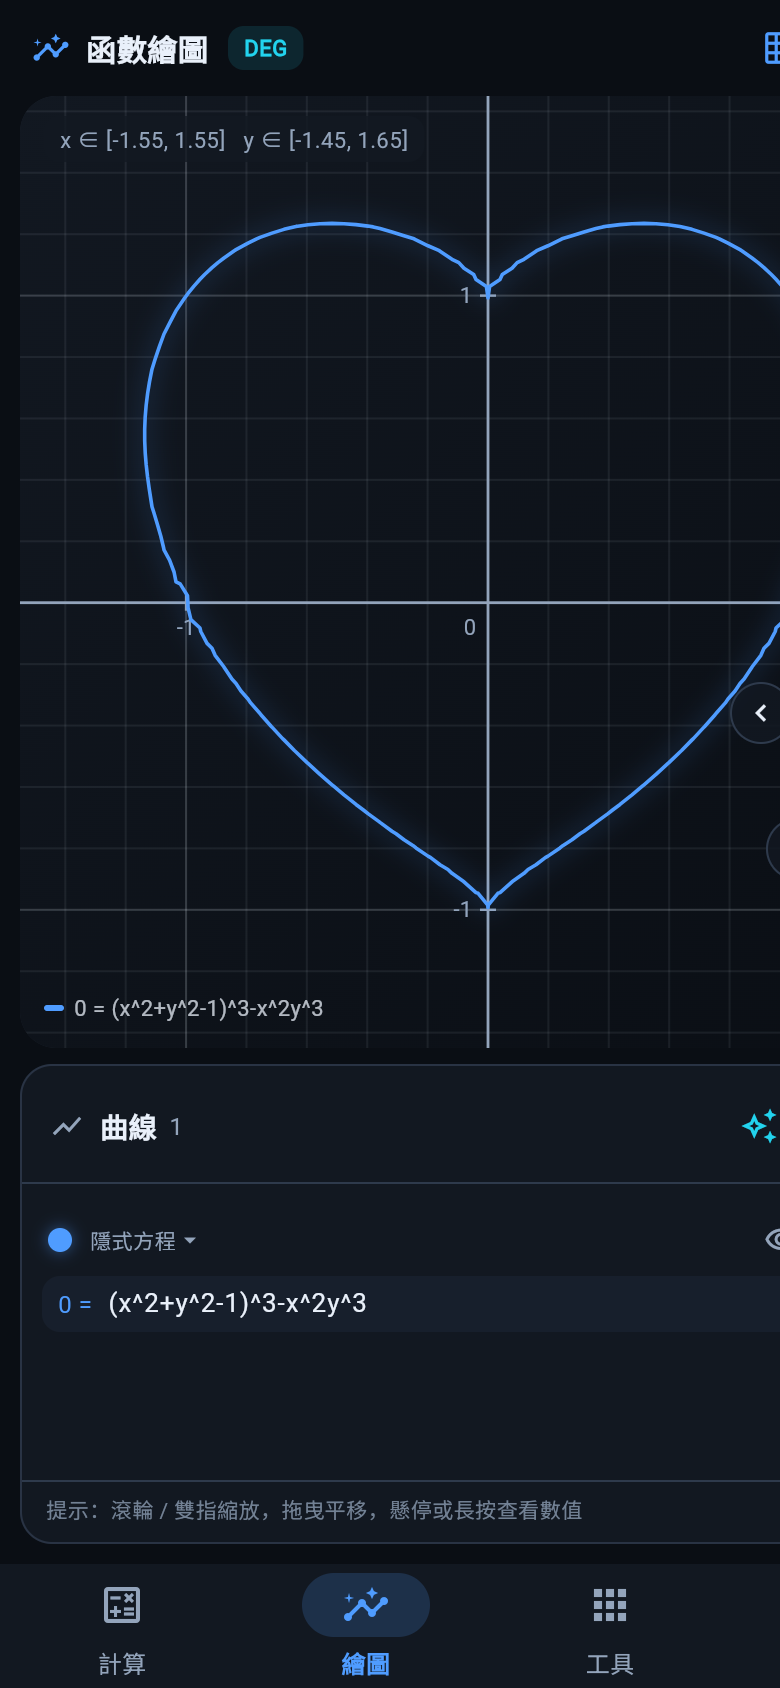 函數繪圖 DEG
x ∈ [-1.55, 1.55] y ∈ [-1.45, 1.65]
1
-1 0
-1
0 = (x^2+y^2-1)^3-x^2y^3
曲線 1
隱式方程
0 = (x^2+y^2-1)^3-x^2y^3
提示：滾輪 / 雙指縮放，拖曳平移，懸停或長按查看數值
計算 繪圖 工具